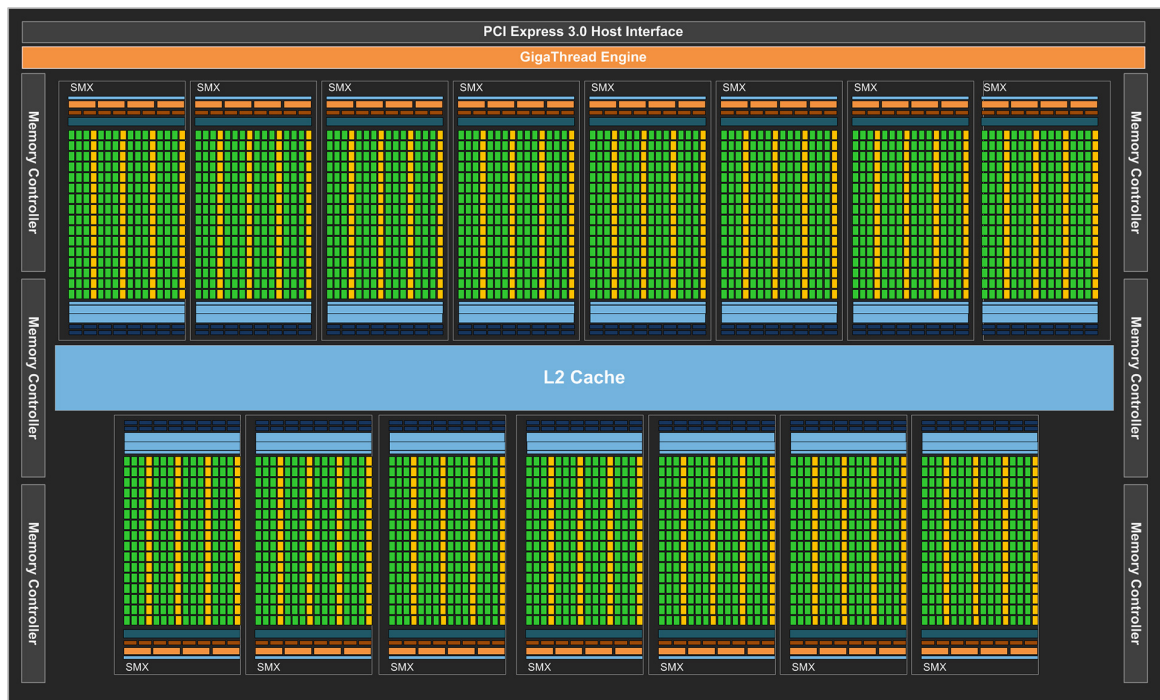 PCI Express 3.0 Host Interface
GigaThread Engine
SMX
SMX
SMX
SMX
SMX
SMX
SMX
SMX
Memory Controller
Memory Controller
Memory Controller
Memory Controller
L2 Cache
Memory Controller
Memory Controller
SMX
SMX
SMX
SMX
SMX
SMX
SMX